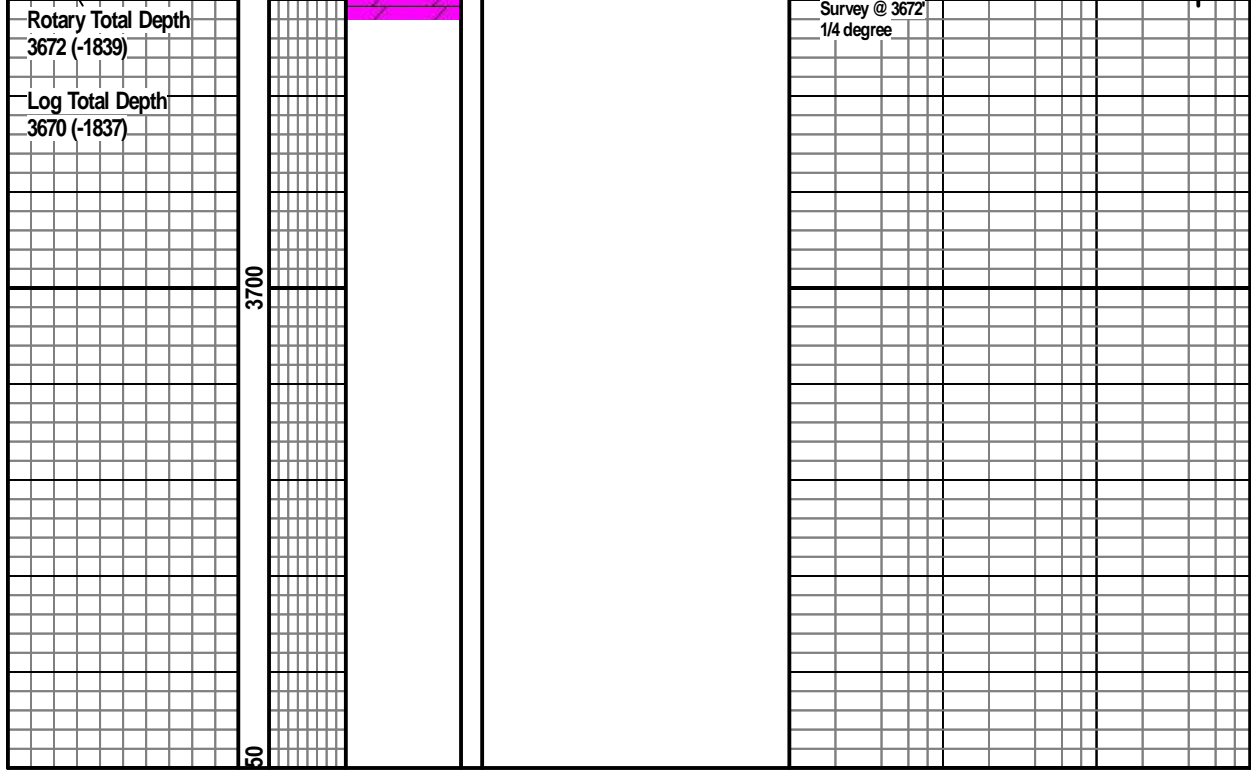 Rotary Total Depth
3672 (-1839)
Log Total Depth
3670 (-1837)
3700
50
Survey @ 3672'
1/4 degree